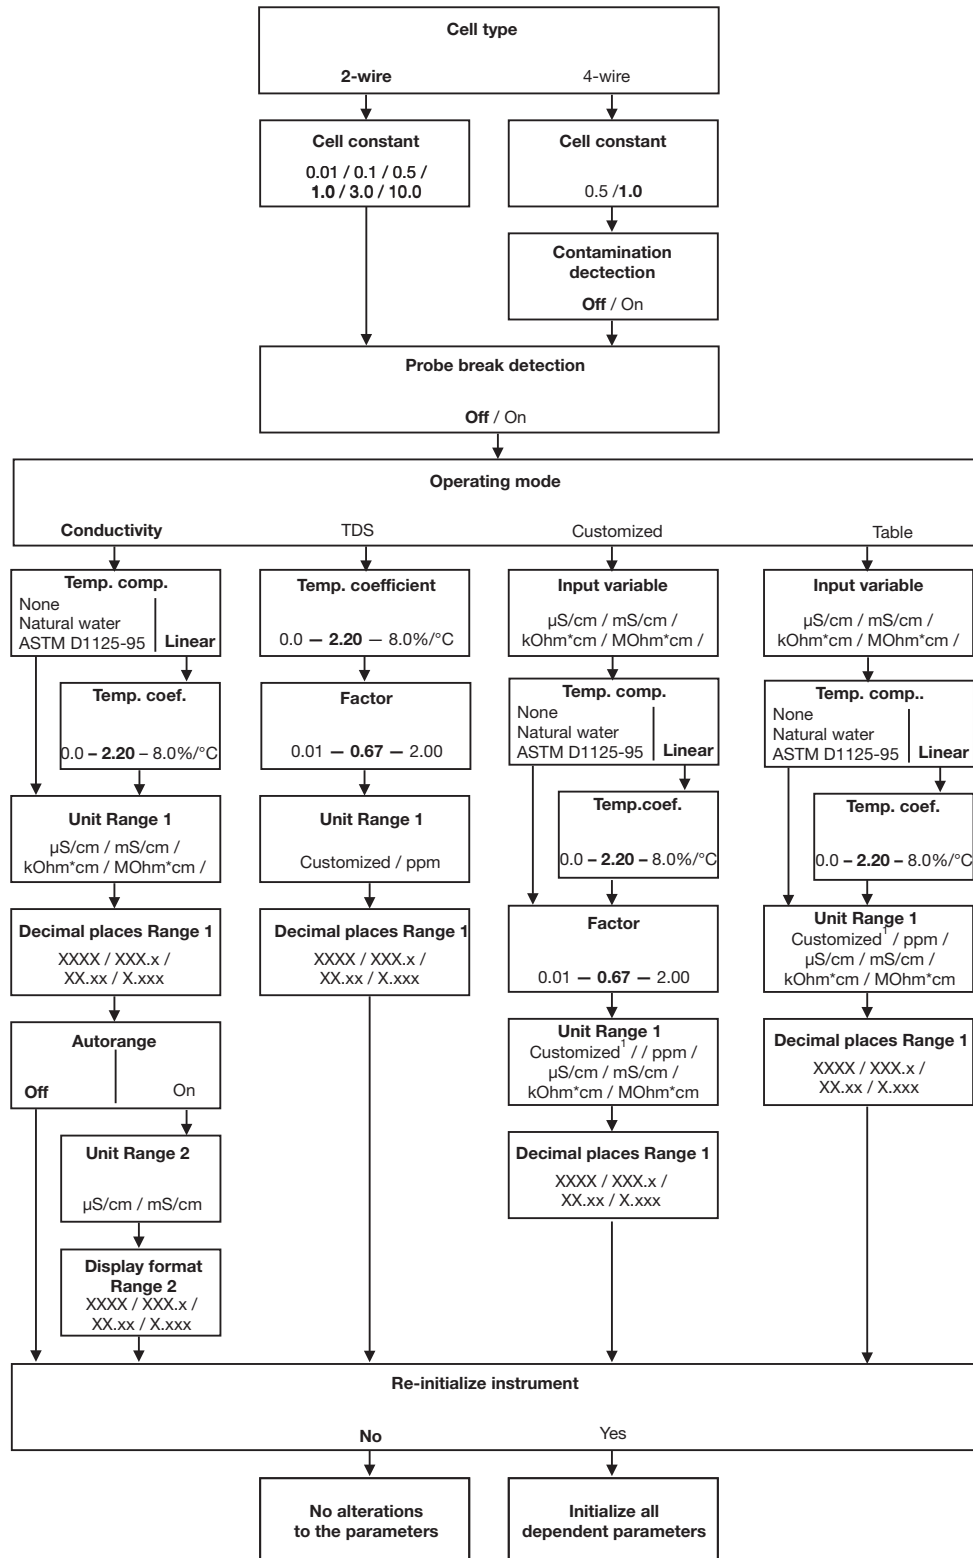 Cell type
2-wire 4-wire
Cell constant
0.01 / 0.1 / 0.5 /
1.0 / 3.0 / 10.0
Cell constant
0.5 /1.0
Contamination
dectection
Off / On
Probe break detection
Off / On
Operating mode
Conductivity TDS Customized Table
Temp. comp.
None
Natural water
ASTM D1125-95 Linear
Temp. coef.
0.0 – 2.20 – 8.0%/°C
Unit Range 1
µS/cm / mS/cm /
kOhm*cm / MOhm*cm /
Decimal places Range 1
XXXX / XXX.x /
XX.xx / X.xxx
Autorange
Off On
Unit Range 2
µS/cm / mS/cm
Display format
Range 2
XXXX / XXX.x /
XX.xx / X.xxx
Temp. coefficient
0.0 — 2.20 — 8.0%/°C
Factor
0.01 — 0.67 — 2.00
Unit Range 1
Customized / ppm
Decimal places Range 1
XXXX / XXX.x /
XX.xx / X.xxx
Input variable
µS/cm / mS/cm /
kOhm*cm / MOhm*cm /
Temp. comp.
None
Natural water
ASTM D1125-95 Linear
Temp.coef.
0.0 – 2.20 – 8.0%/°C
Factor
0.01 — 0.67 — 2.00
Unit Range 1
Customized¹ / / ppm /
µS/cm / mS/cm /
kOhm*cm / MOhm*cm
Decimal places Range 1
XXXX / XXX.x /
XX.xx / X.xxx
Input variable
µS/cm / mS/cm /
kOhm*cm / MOhm*cm /
Temp. comp..
None
Natural water
ASTM D1125-95 Linear
Temp. coef.
0.0 – 2.20 – 8.0%/°C
Unit Range 1
Customized¹ / ppm /
µS/cm / mS/cm /
kOhm*cm / MOhm*cm
Decimal places Range 1
XXXX / XXX.x /
XX.xx / X.xxx
Re-initialize instrument
No Yes
No alterations
to the parameters
Initialize all
dependent parameters